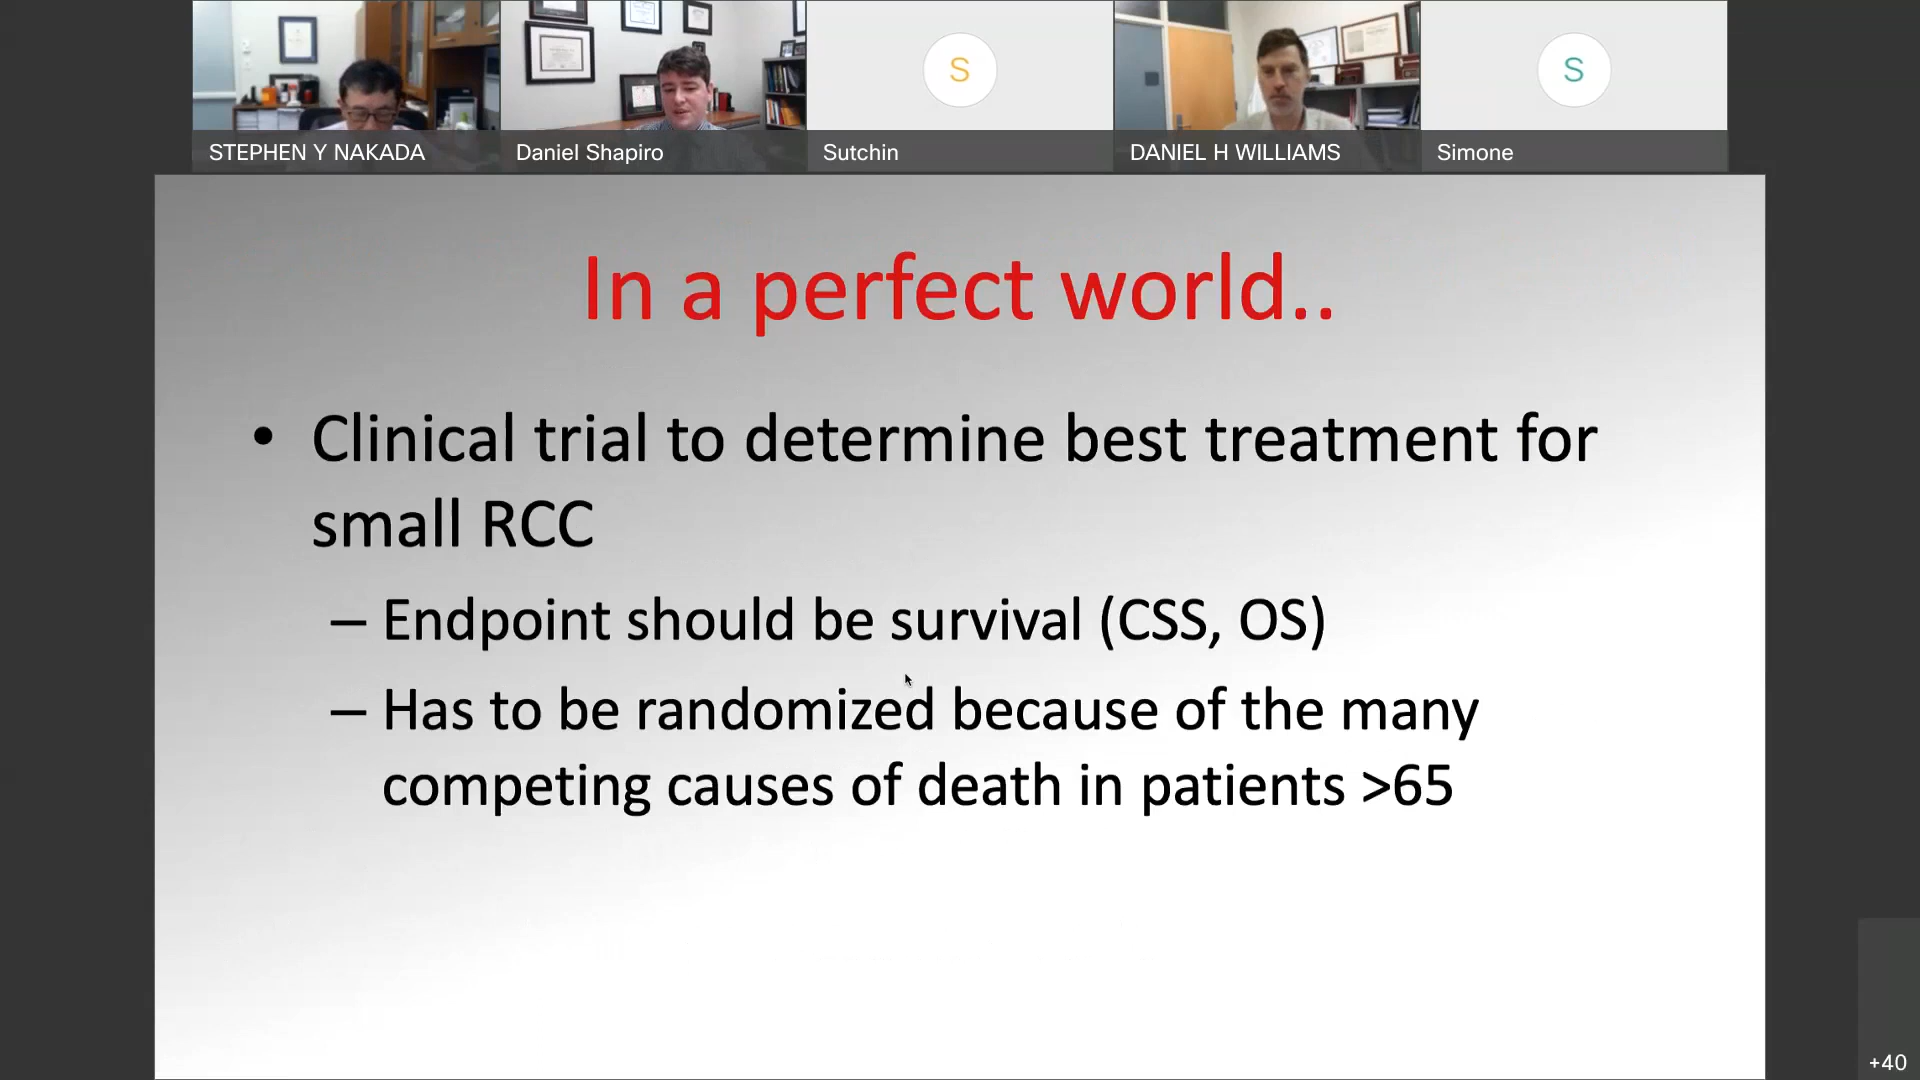 S
S
STEPHEN Y NAKADA
Daniel Shapiro
Sutchin
DANIEL H WILLIAMS
Simone
In a perfect world..
• Clinical trial to determine best treatment for
small RCC
– Endpoint should be survival (CSS, OS)
– Has to be randomized because of the many
competing causes of death in patients >65
+40